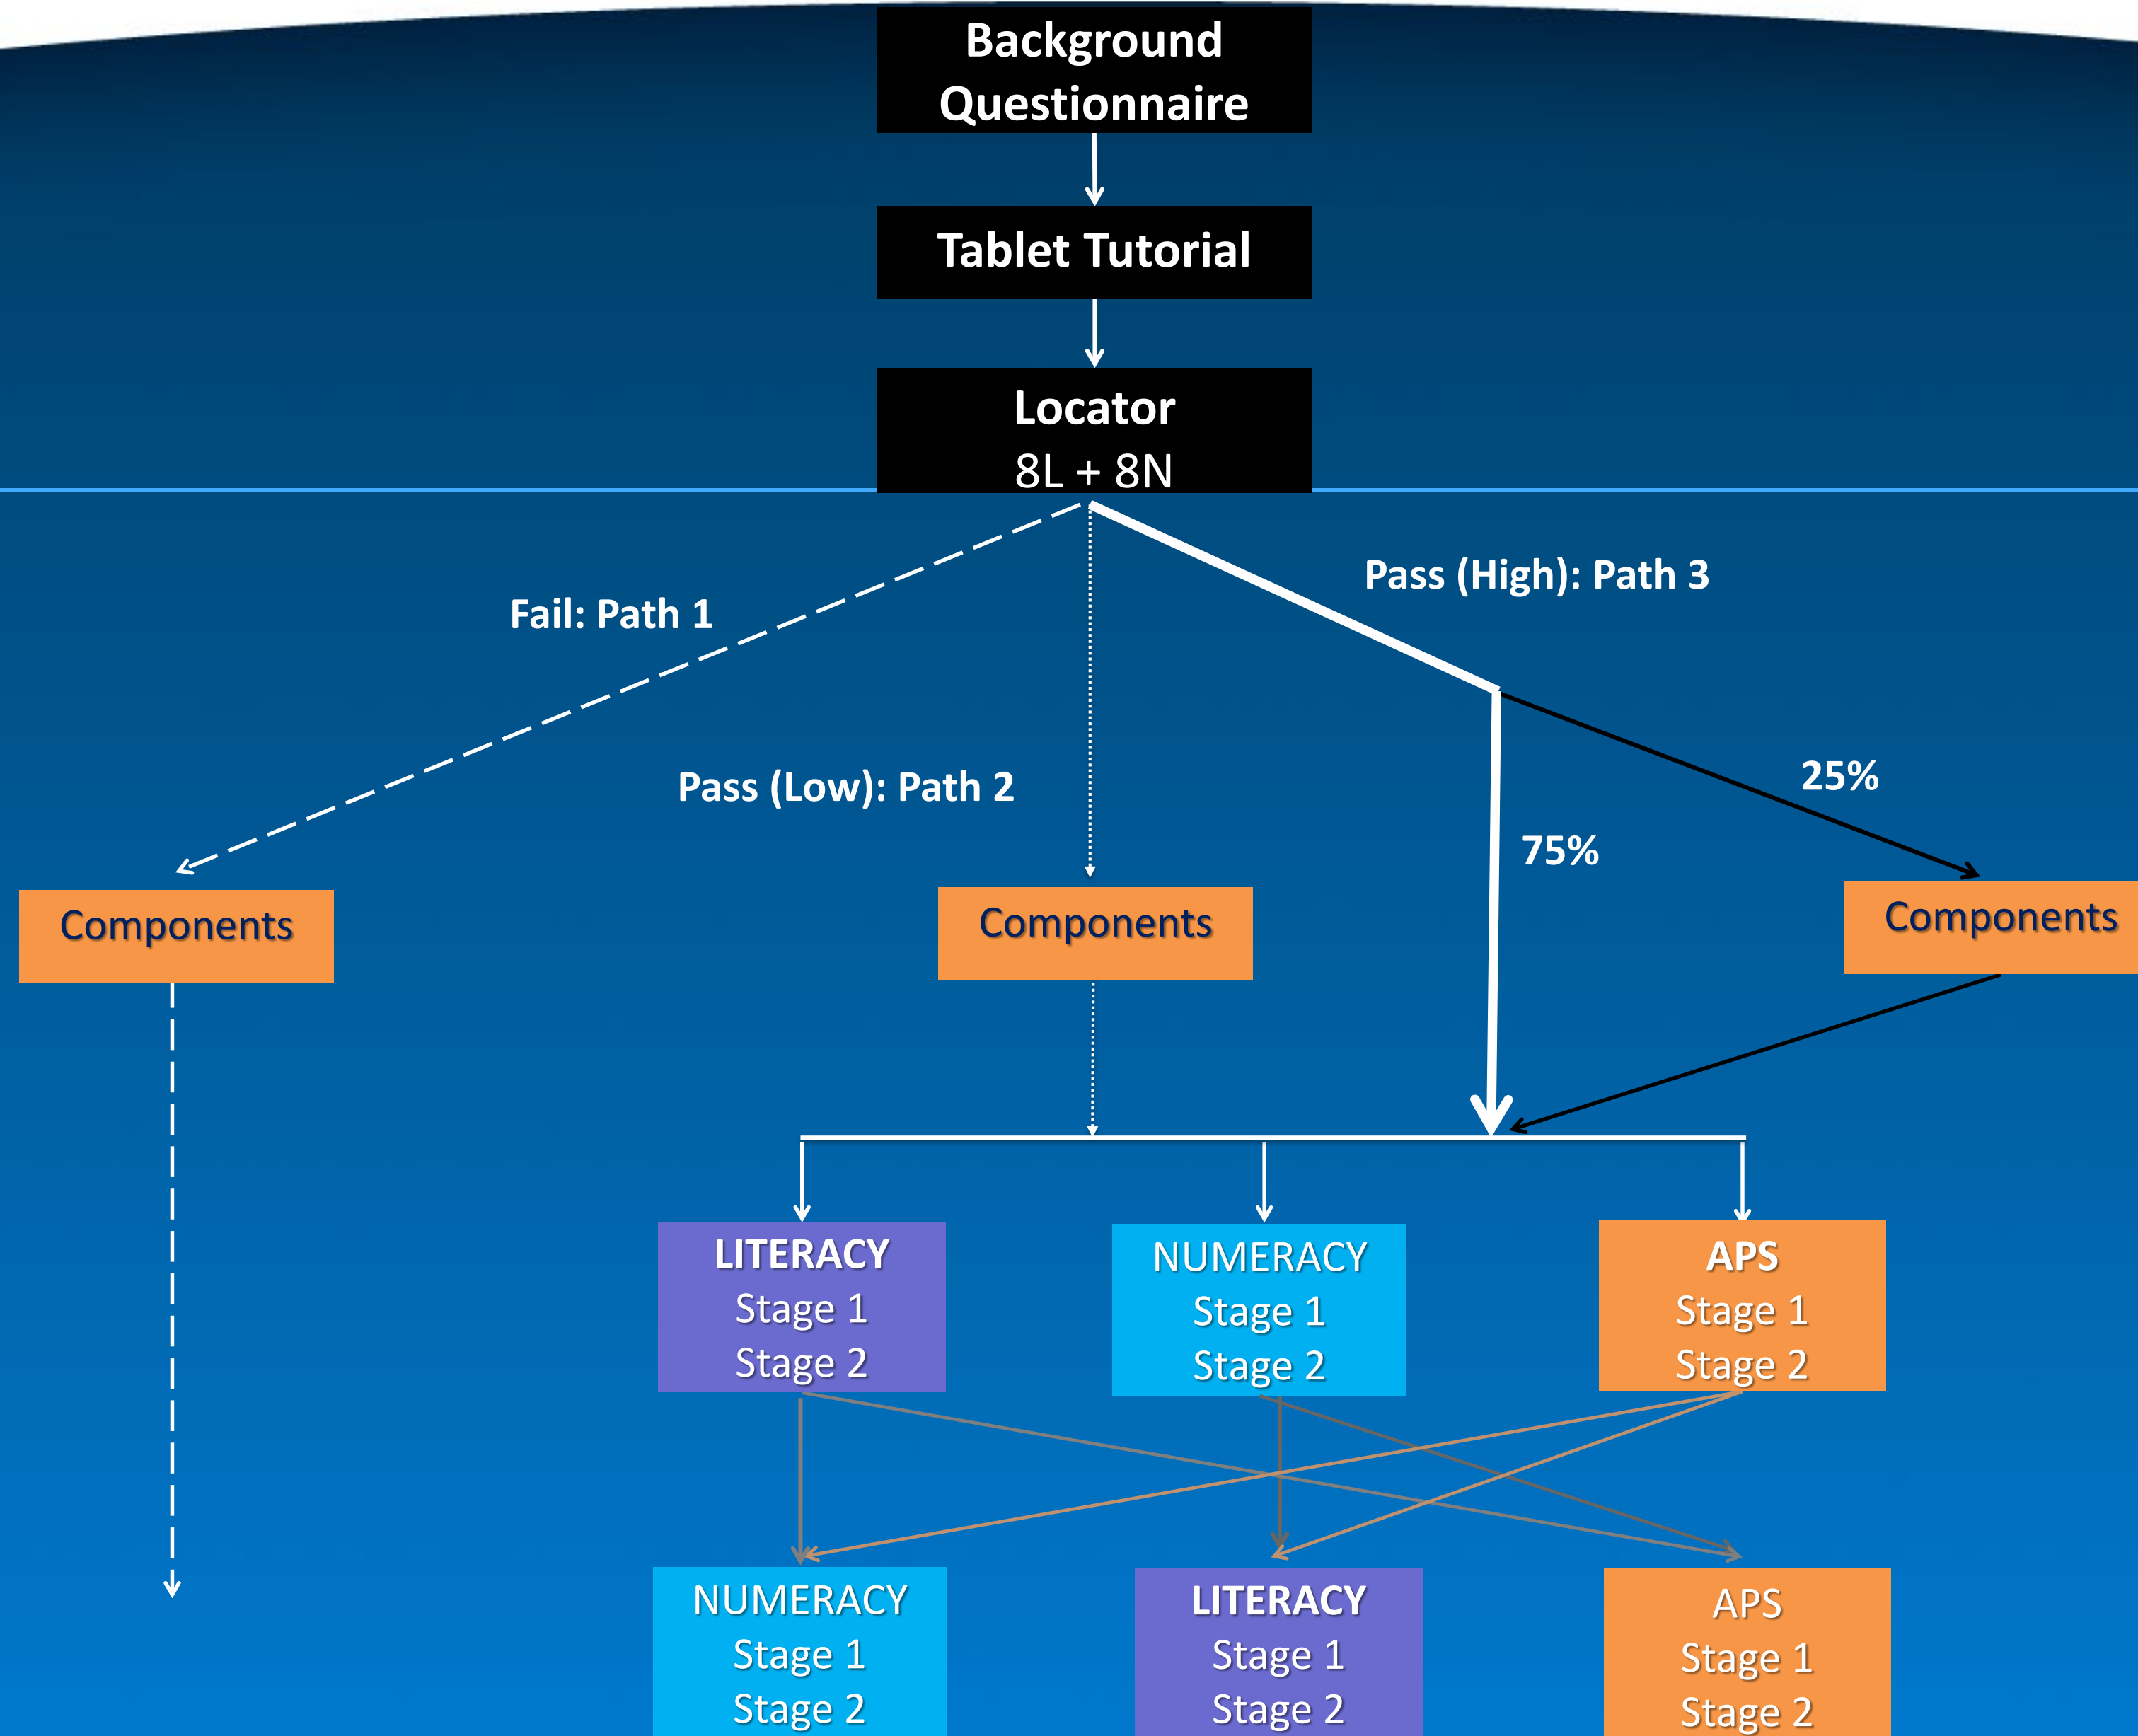 Background
Questionnaire
Tablet Tutorial
Locator
8L + 8N
Pass (High): Path 3
Fail: Path 1
Pass (Low): Path 2
25%
75%
Components
Components
Components
LITERACY
Stage 1
Stage 2
NUMERACY
Stage 1
Stage 2
APS
Stage 1
Stage 2
NUMERACY
Stage 1
Stage 2
LITERACY
Stage 1
Stage 2
APS
Stage 1
Stage 2